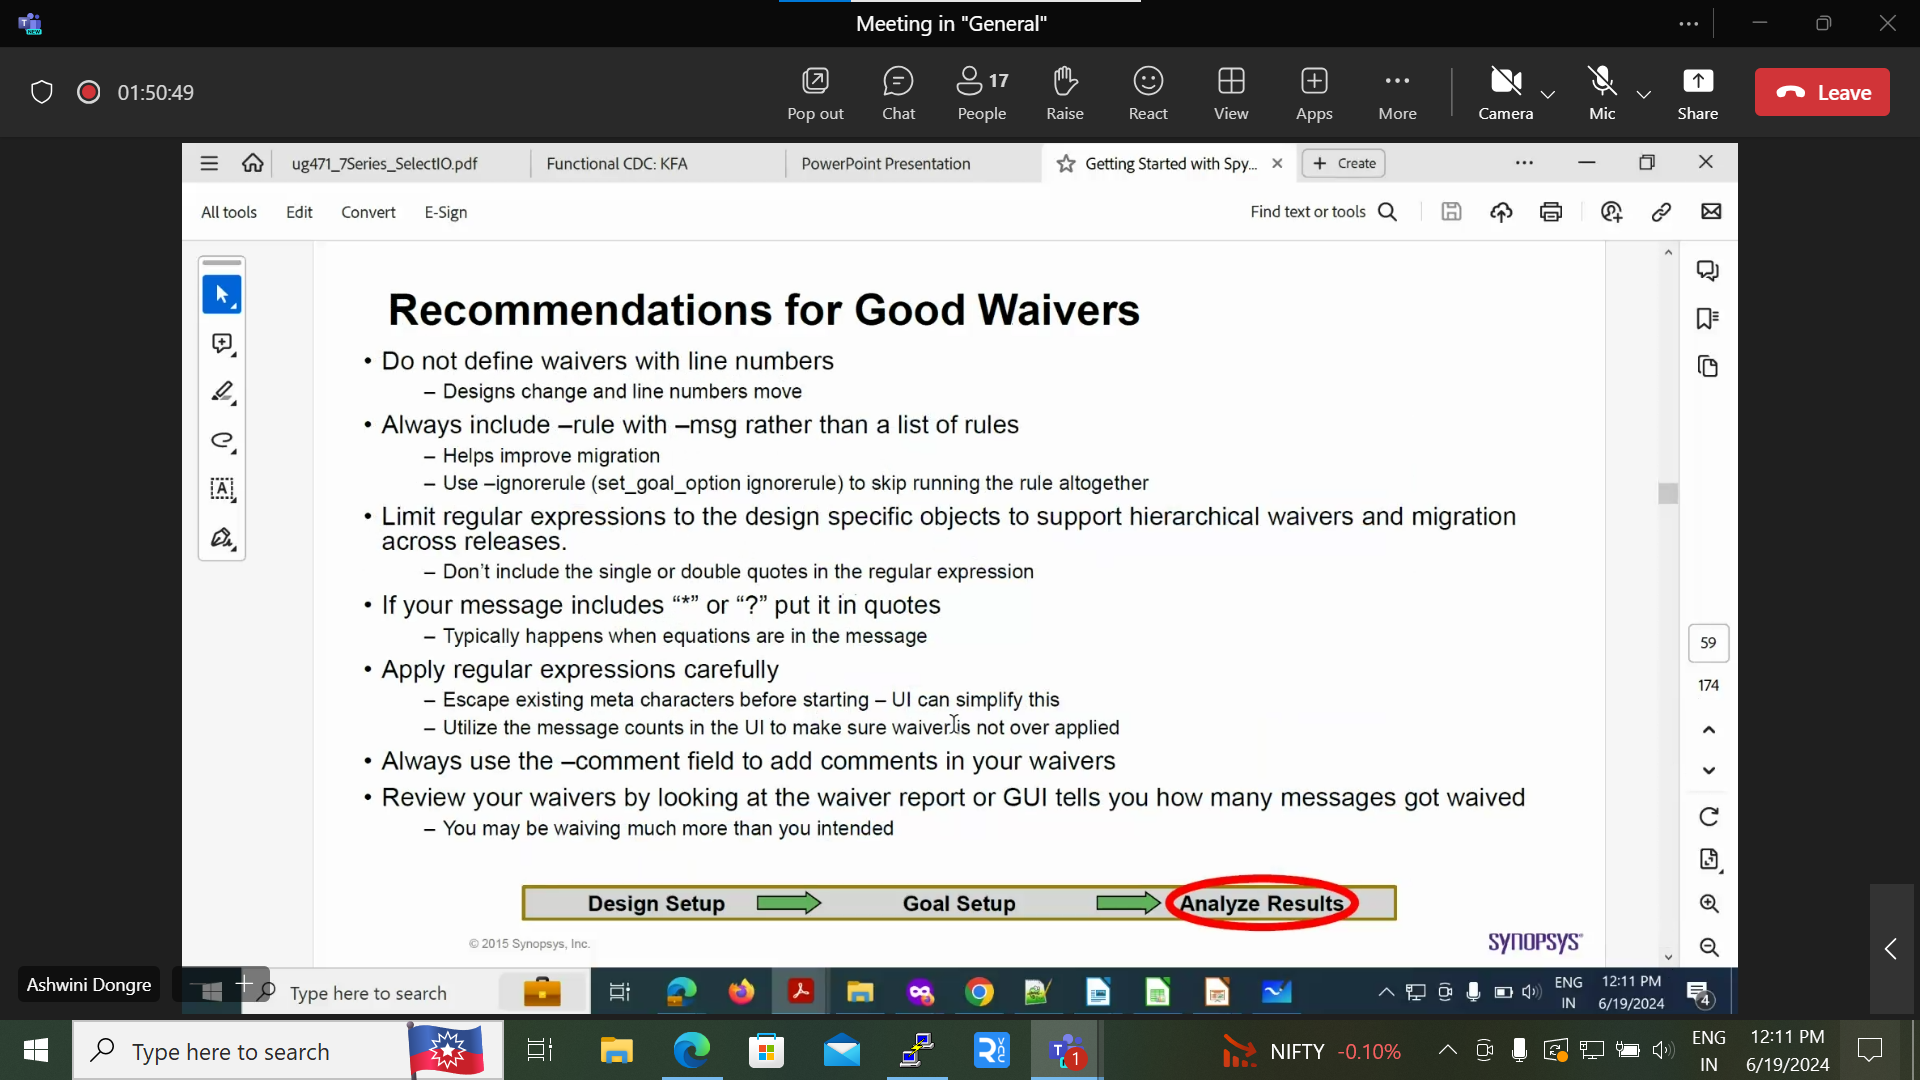 Meeting in "General"
01:50:49
Pop out
Chat
17
People
Raise
React
View
Apps
More
Camera
Mic
Share
Leave
ug471_7Series_SelectIO.pdf
Functional CDC: KFA
PowerPoint Presentation
Getting Started with Spy...
Create
All tools
Edit
Convert
E-Sign
Find text or tools
Recommendations for Good Waivers
• Do not define waivers with line numbers
– Designs change and line numbers move
• Always include –rule with –msg rather than a list of rules
– Helps improve migration
– Use –ignorerule (set_goal_option ignorerule) to skip running the rule altogether
• Limit regular expressions to the design specific objects to support hierarchical waivers and migration
across releases.
– Don’t include the single or double quotes in the regular expression
• If your message includes “*” or “?” put it in quotes
– Typically happens when equations are in the message
• Apply regular expressions carefully
– Escape existing meta characters before starting – UI can simplify this
– Utilize the message counts in the UI to make sure waiver is not over applied
• Always use the –comment field to add comments in your waivers
• Review your waivers by looking at the waiver report or GUI tells you how many messages got waived
– You may be waiving much more than you intended
Design Setup
Goal Setup
Analyze Results
© 2015 Synopsys, Inc.
SYNOPSYS®
59
174
Ashwini Dongre
Type here to search
ENG
IN
12:11 PM
6/19/2024
4
Type here to search
1
NIFTY -0.10%
ENG
IN
12:11 PM
6/19/2024